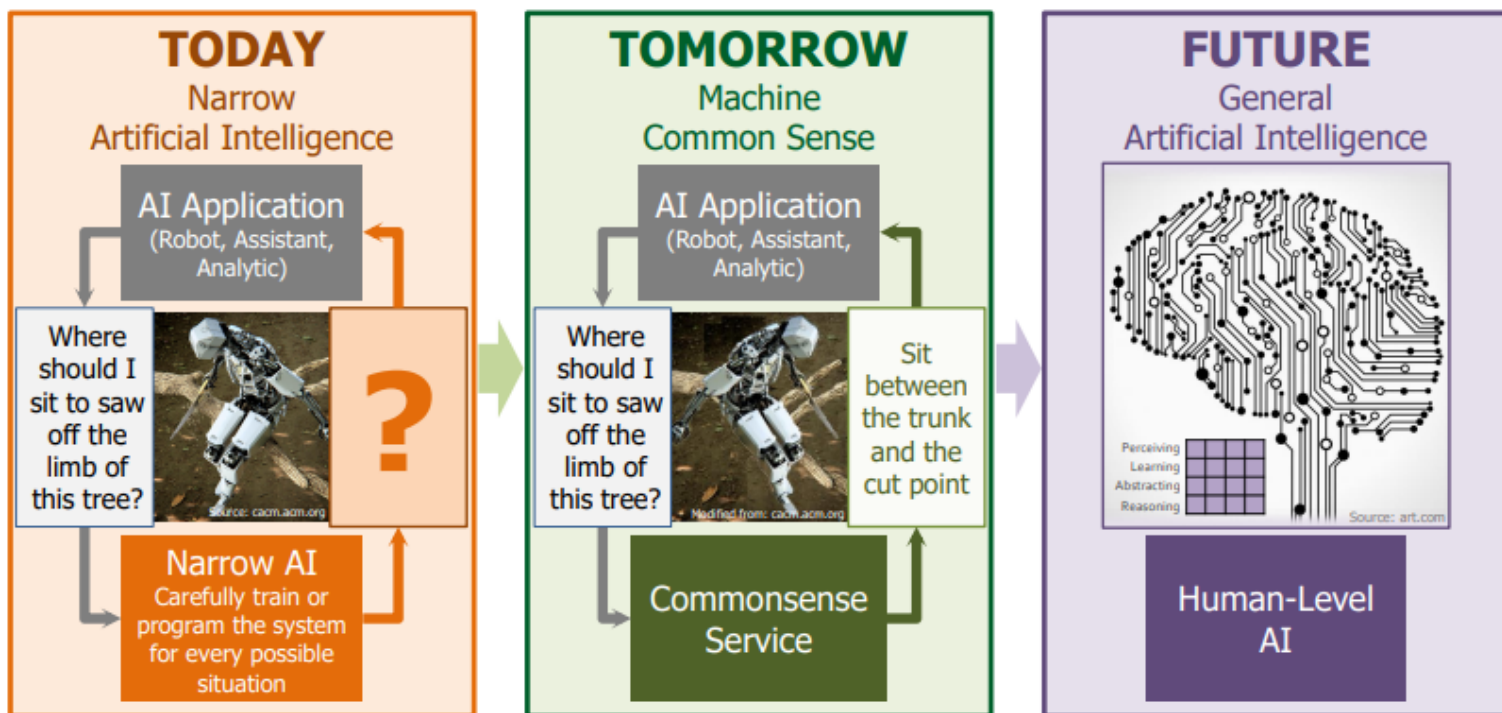 TODAY
Narrow
Artificial Intelligence
AI Application
(Robot, Assistant,
Analytic)
Where
should I
sit to saw
off the
limb of
this tree?
Source: cacm.acm.org
?
Narrow AI
Carefully train or
program the system
for every possible
situation
TOMORROW
Machine
Common Sense
AI Application
(Robot, Assistant,
Analytic)
Where
should I
sit to saw
off the
limb of
this tree?
Modified from: cacm.acm.org
Sit
between
the trunk
and the
cut point
Commonsense
Service
FUTURE
General
Artificial Intelligence
Perceiving
Learning
Abstracting
Reasoning
Source: art.com
Human-Level
AI